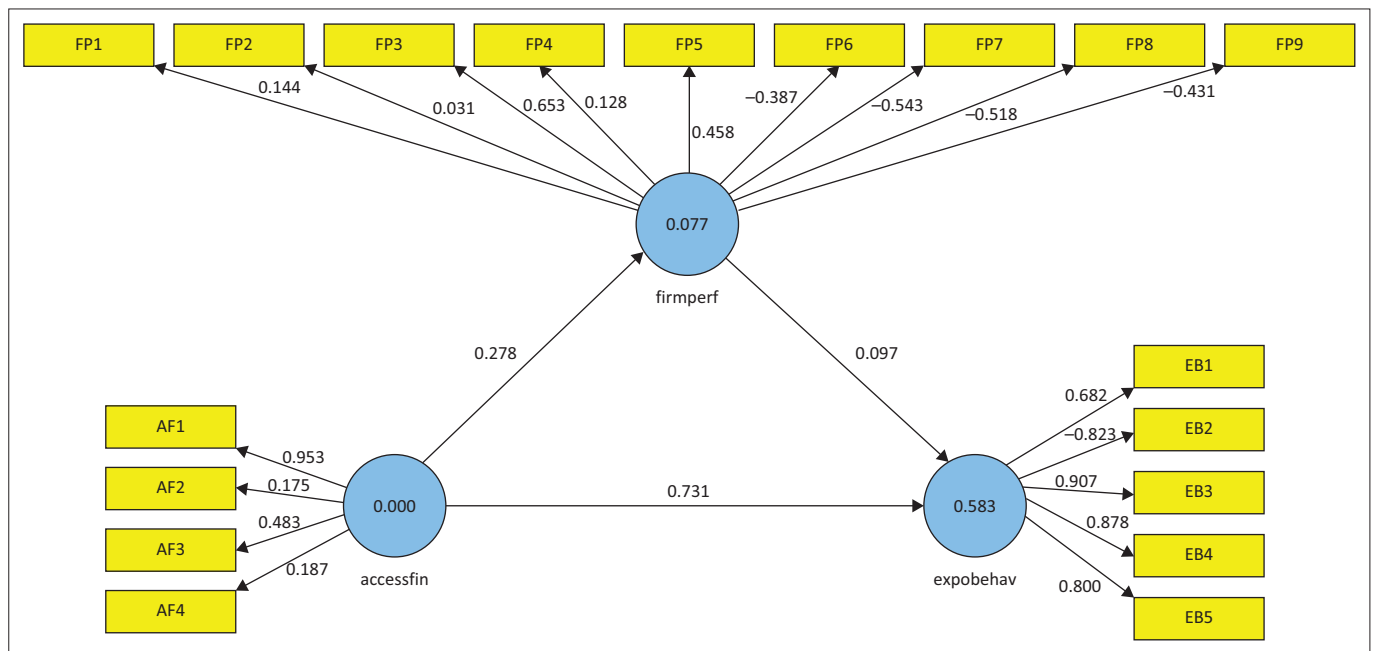 FP1 FP2 FP3 FP4 FP5 FP6 FP7 FP8 FP9
0.144 0.031 0.653 0.128 0.458 –0.387 –0.543 –0.518 –0.431
0.077
firmperf
0.278 0.097
AF1
AF2
AF3
AF4
0.953
0.175
0.483
0.187
0.000
accessfin
0.731
0.583
expobehav
0.682
–0.823
0.907
0.878
0.800
EB1
EB2
EB3
EB4
EB5